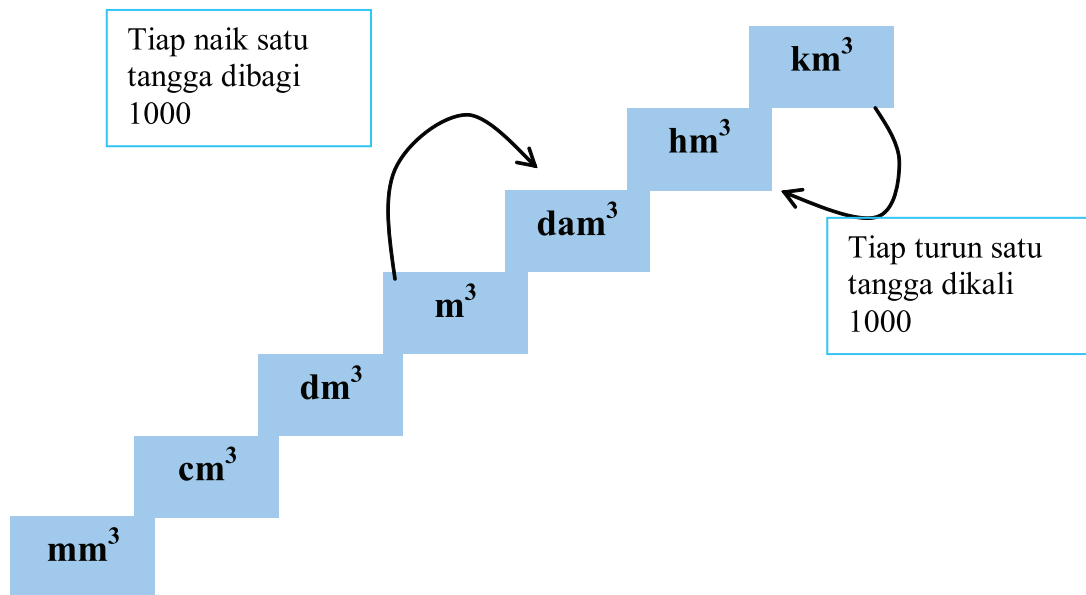 Tiap naik satu
tangga dibagi
1000
km³
hm³
dam³
Tiap turun satu
tangga dikali
1000
m³
dm³
cm³
mm³